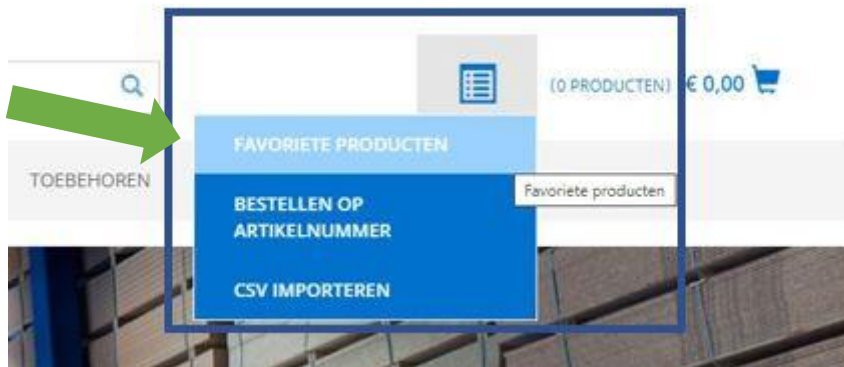 (0 PRODUCTEN) € 0,00
FAVORIETE PRODUCTEN
TOEBEHOREN
Favoriete producten
BESTELLEN OP
ARTIKELNUMMER
CSV IMPORTEREN